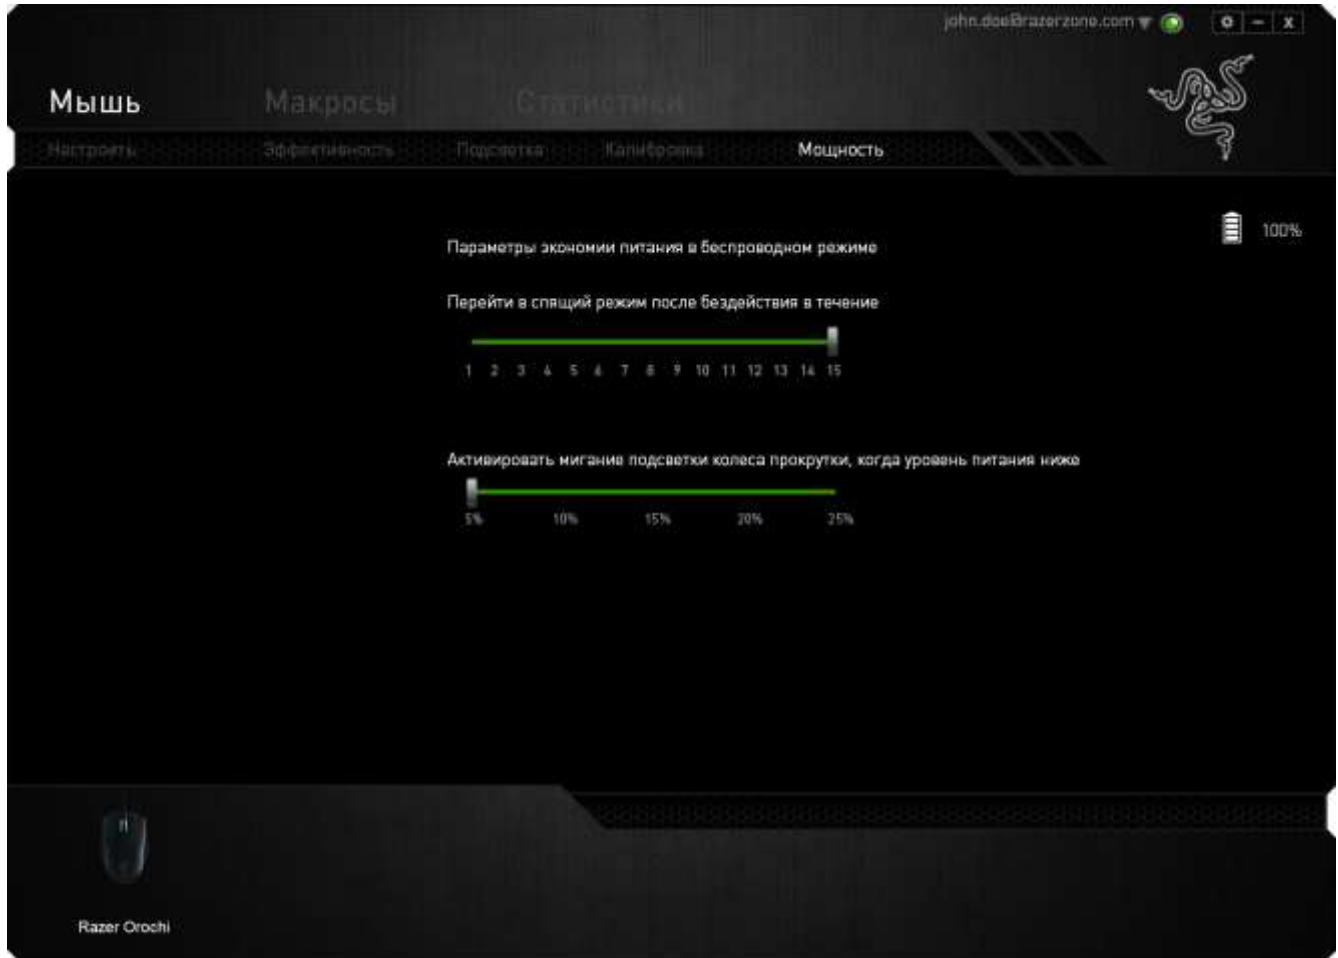 john.doe@razerzone.com
Мышь Макросы Статистики
Настроить Эффективность Подсветка Калибровка Мощность
100%
Параметры экономии питания в беспроводном режиме
Перейти в спящий режим после бездействия в течение
1 2 3 4 5 6 7 8 9 10 11 12 13 14 15
Активировать мигание подсветки колеса прокрутки, когда уровень питания ниже
5% 10% 15% 20% 25%
Razer Orochi